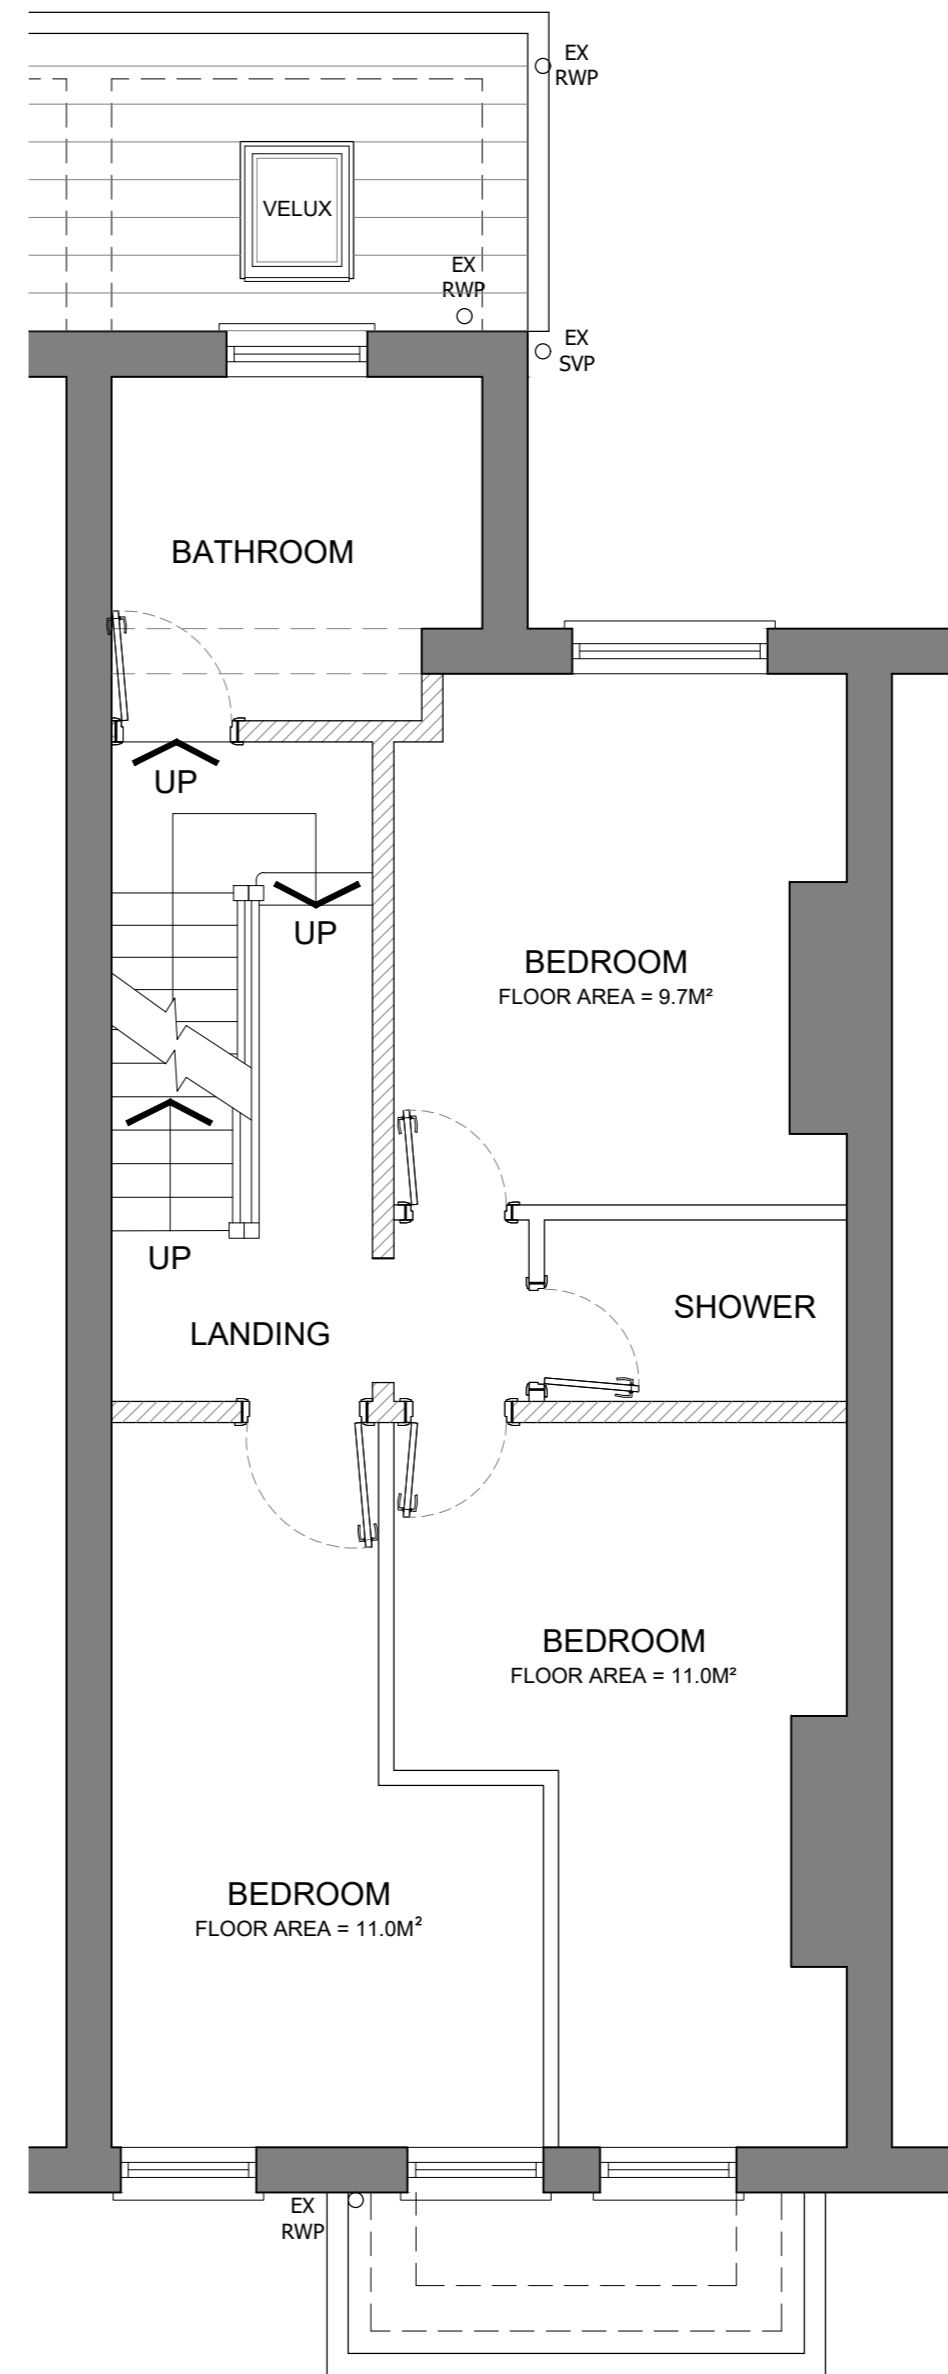 EX
RWP
VELUX
EX
RWP
EX
SVP
BATHROOM
UP
UP
BEDROOM
FLOOR AREA = 9.7M²
UP
SHOWER
LANDING
BEDROOM
FLOOR AREA = 11.0M²
BEDROOM
FLOOR AREA = 11.0M²
EX
RWP